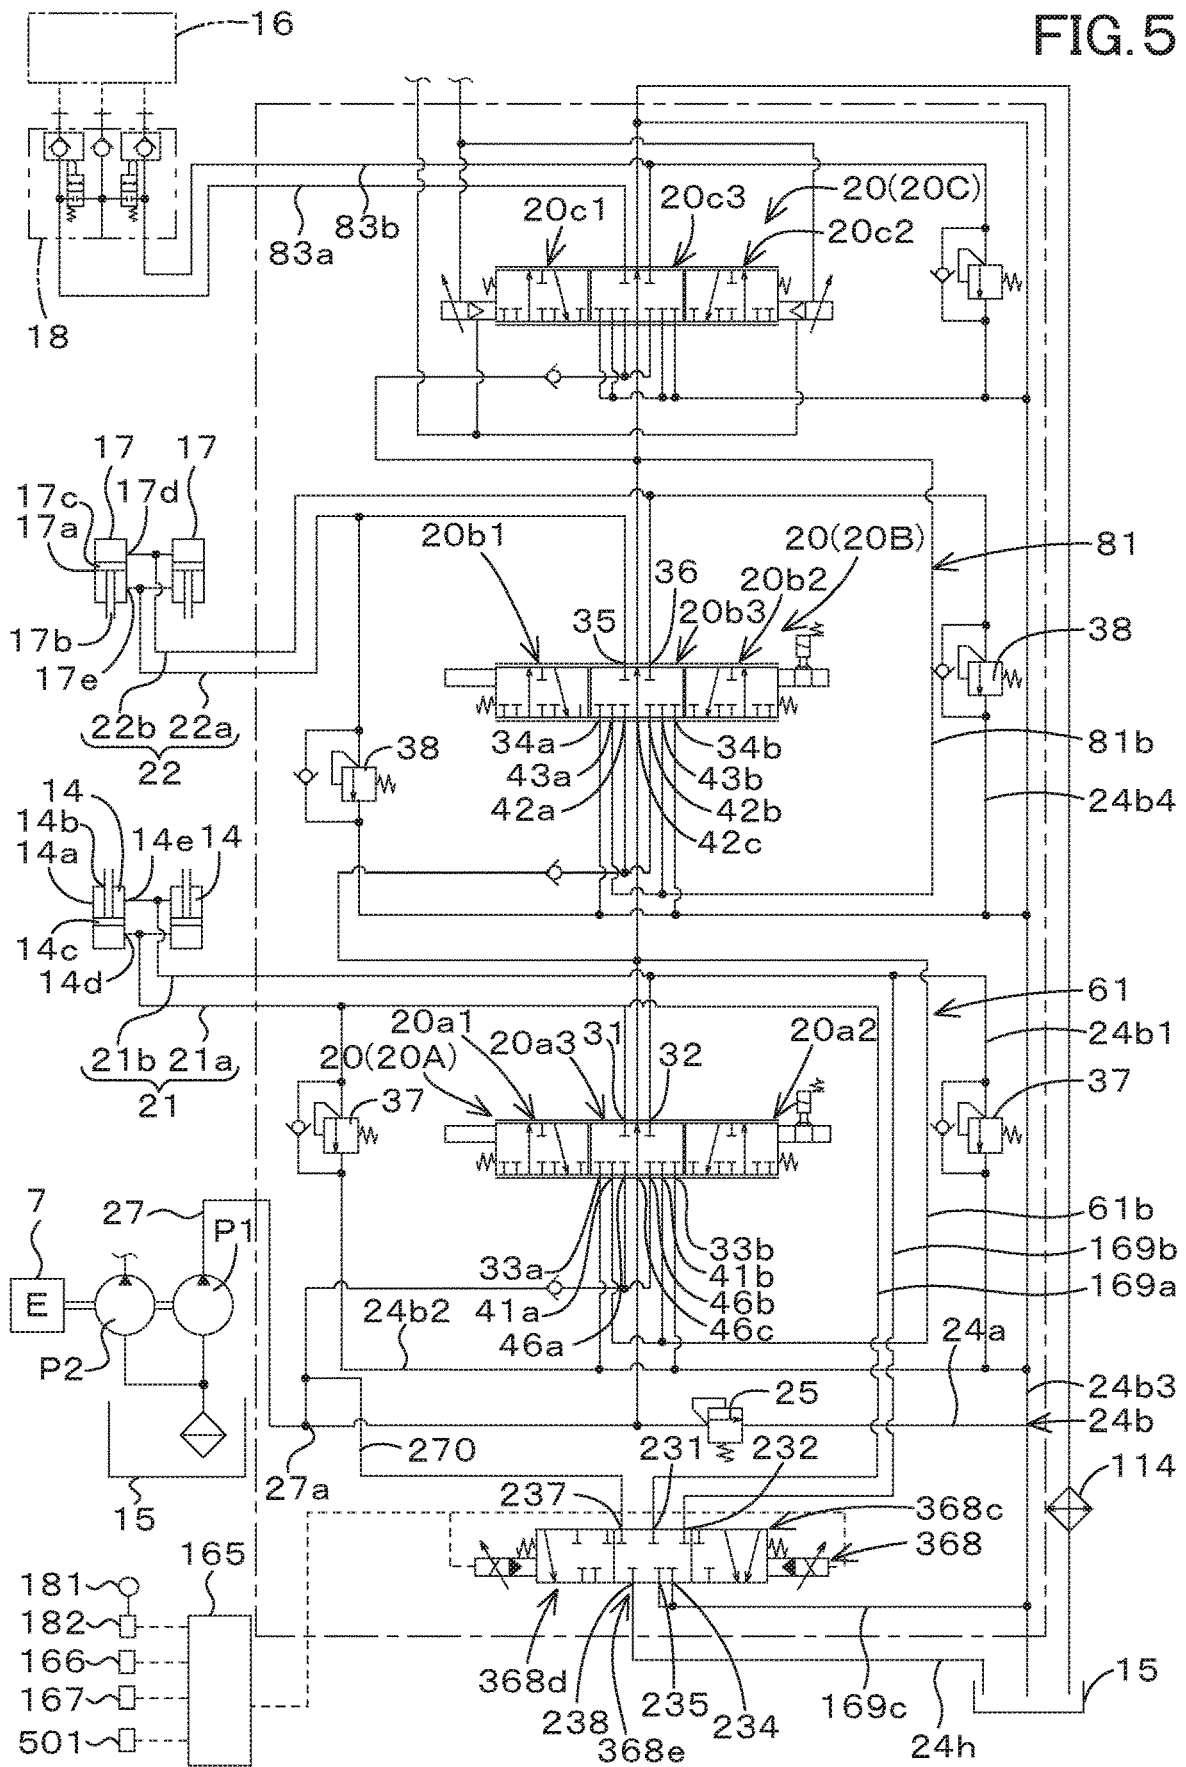 FIG. 5
16
20(20C)
20c1
20c3
20c2
83b
83a
18
17
17
17c
17d
17a
20b1
20(20B)
81
36
20b2
35
20b3
38
17b
17e
22b
22a
34a
34b
81b
38
22
43a
43b
14
42a
42b
24b4
14b
14e
14
42c
14a
14c
14d
61
20a1
31
20a2
24b1
21b
21a
20(20A)
20a3
32
21
37
37
7
27
P1
61b
33a
33b
169b
E
41a
41b
169a
24b2
46b
46a
46c
24a
P2
25
24b3
24b
270
231
232
27a
237
114
15
368c
165
368
181
182
166
368d
15
167
235
169c
238
234
501
368e
24h